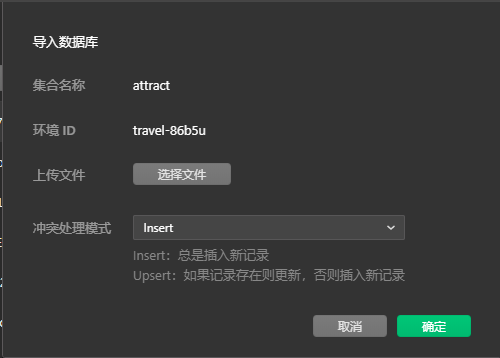 导入数据库
集合名称
attract
环境 ID
travel-86b5u
上传文件
选择文件
冲突处理模式
Insert
Insert：总是插入新记录
Upsert：如果记录存在则更新，否则插入新记录
取消
确定